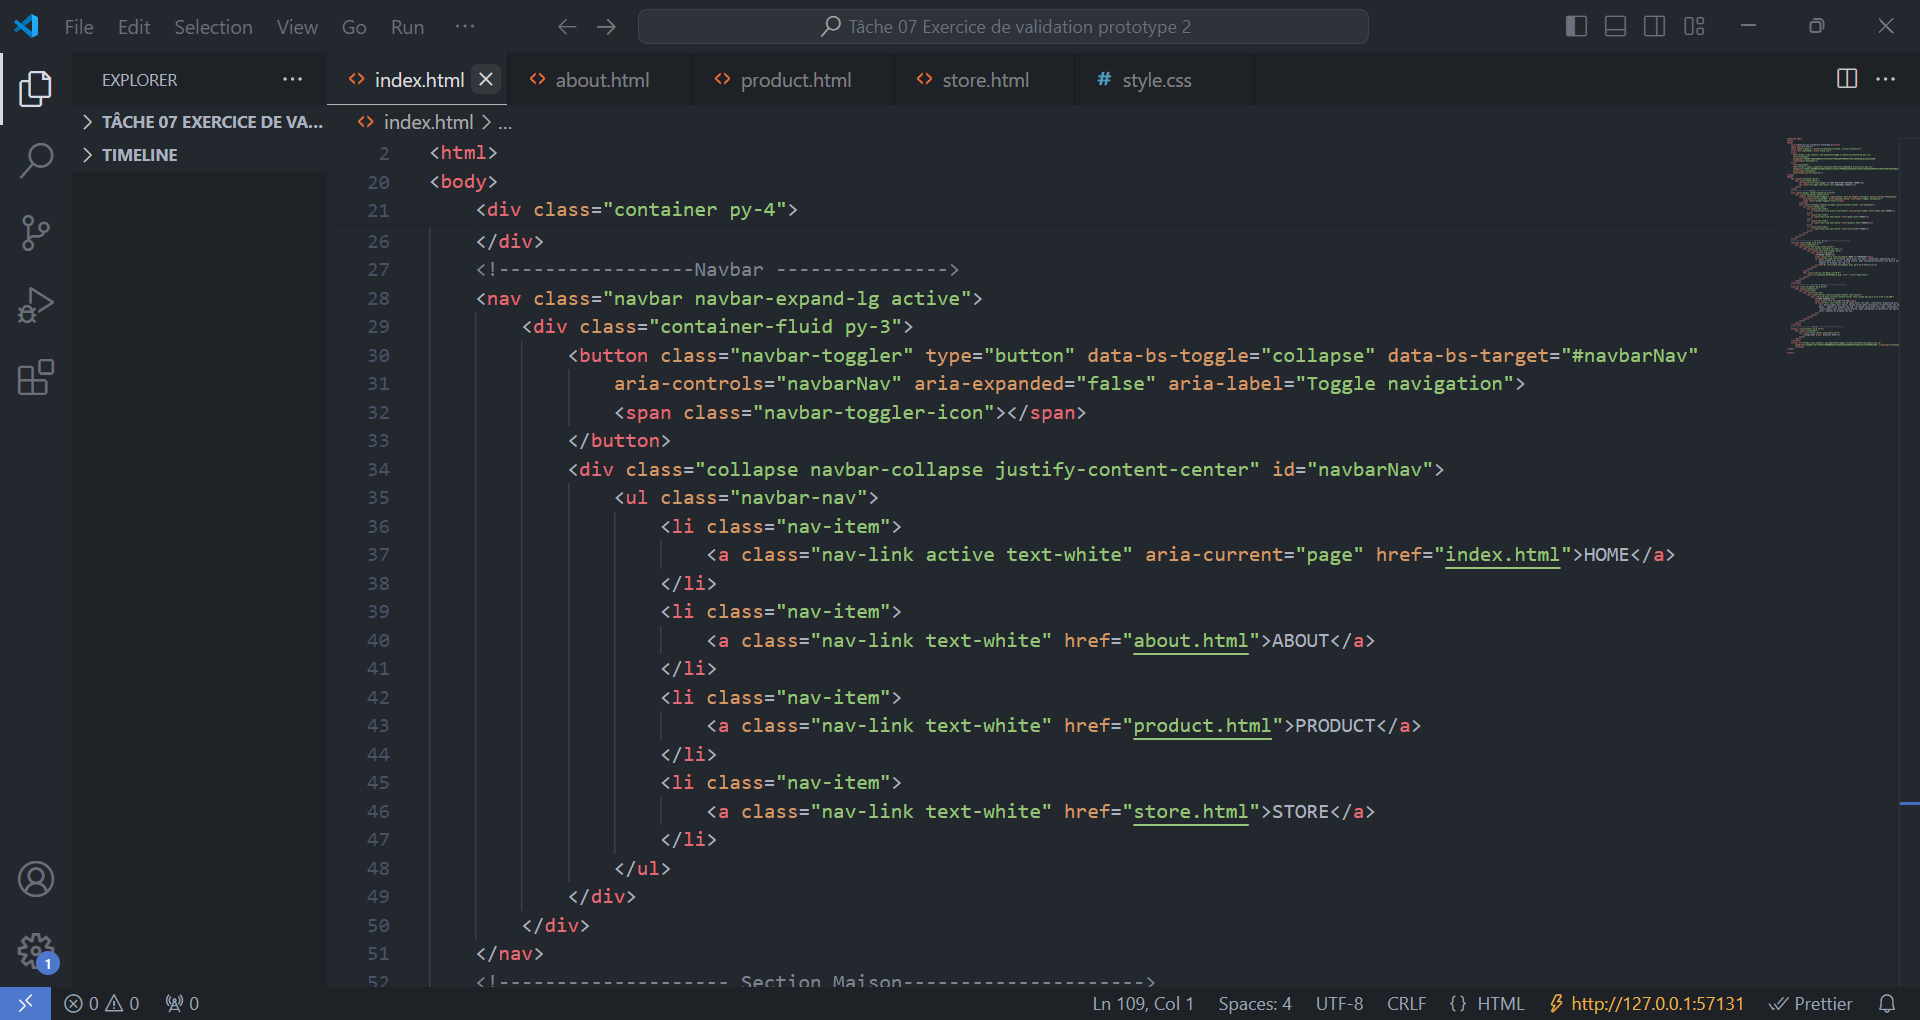 File Edit Selection View Go Run ···
Tâche 07 Exercice de validation prototype 2
EXPLORER ···
index.html
about.html
product.html
store.html
# style.css
TÂCHE 07 EXERCICE DE VA...
TIMELINE
index.html > ...
2 <html>
20 <body>
21 <div class="container py-4">
26 </div>
27 <!-----------------Navbar --------------->
28 <nav class="navbar navbar-expand-lg active">
29 <div class="container-fluid py-3">
30 <button class="navbar-toggler" type="button" data-bs-toggle="collapse" data-bs-target="#navbarNav"
31 aria-controls="navbarNav" aria-expanded="false" aria-label="Toggle navigation">
32 <span class="navbar-toggler-icon"></span>
33 </button>
34 <div class="collapse navbar-collapse justify-content-center" id="navbarNav">
35 <ul class="navbar-nav">
36 <li class="nav-item">
37 <a class="nav-link active text-white" aria-current="page" href="index.html">HOME</a>
38 </li>
39 <li class="nav-item">
40 <a class="nav-link text-white" href="about.html">ABOUT</a>
41 </li>
42 <li class="nav-item">
43 <a class="nav-link text-white" href="product.html">PRODUCT</a>
44 </li>
45 <li class="nav-item">
46 <a class="nav-link text-white" href="store.html">STORE</a>
47 </li>
48 </ul>
49 </div>
50 </div>
51 </nav>
52 <!-------------------- Section Maison--------------------->
1
0 0 0
Ln 109, Col 1 Spaces: 4 UTF-8 CRLF {} HTML http://127.0.0.1:57131 Prettier